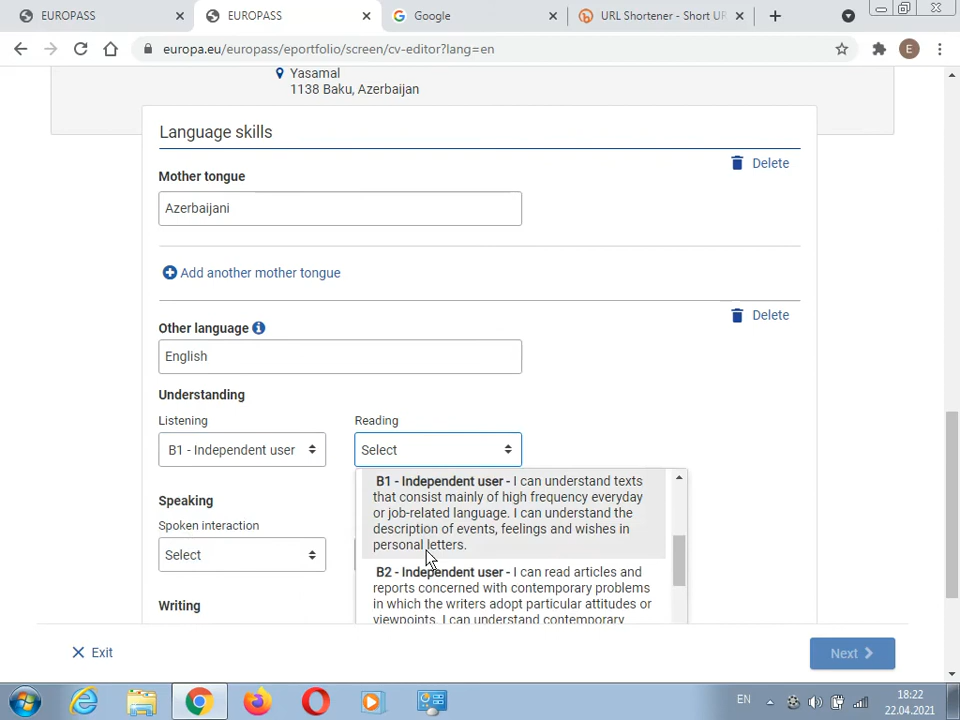 EUROPASS
EUROPASS
Google
URL Shortener - Short UR
europa.eu/europass/eportfolio/screen/cv-editor?lang=en
E
Yasamal
1138 Baku, Azerbaijan
Language skills
Delete
Mother tongue
Azerbaijani
Add another mother tongue
Delete
Other language
English
Understanding
Listening
Reading
B1 - Independent user
Select
B1 - Independent user - I can understand texts
that consist mainly of high frequency everyday
or job-related language. I can understand the
description of events, feelings and wishes in
personal letters.
B2 - Independent user - I can read articles and
reports concerned with contemporary problems
in which the writers adopt particular attitudes or
viewpoints. I can understand contemporary
Speaking
Spoken interaction
Select
Writing
Exit
Next
EN
18:22
22.04.2021